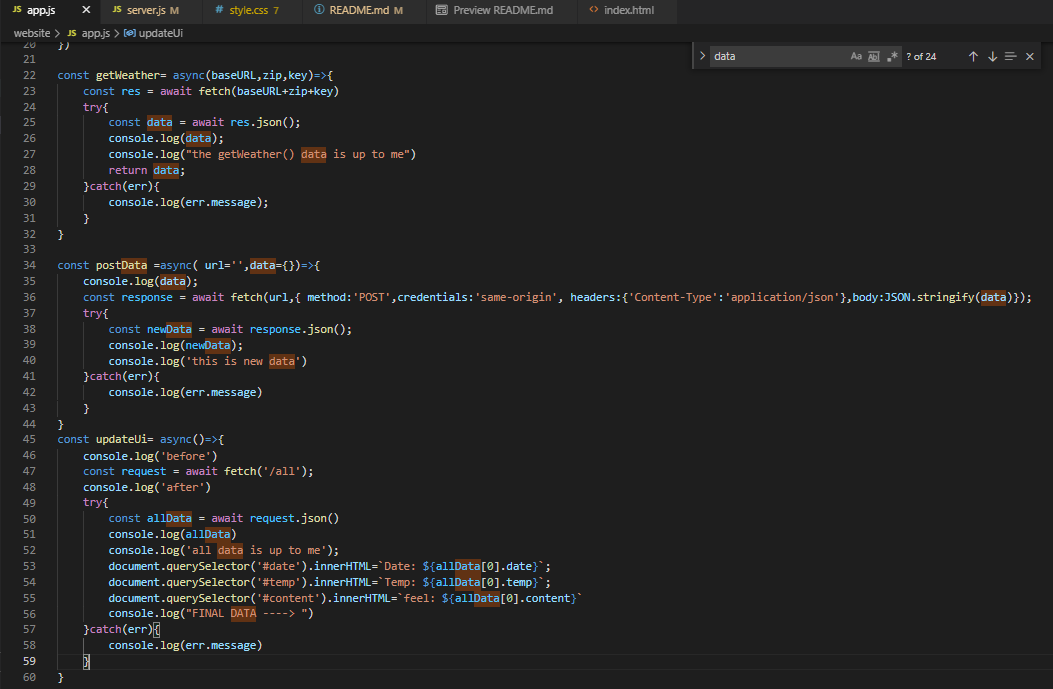 JS app.js × JS server.js M # style.css 7 README.md M Preview README.md <> index.html
website > JS app.js > updateUi
> data Aa Ab ? of 24
20 })
21
22 const getWeather= async(baseURL,zip,key)=>{
23 const res = await fetch(baseURL+zip+key)
24 try{
25 const data = await res.json();
26 console.log(data);
27 console.log("the getWeather() data is up to me")
28 return data;
29 }catch(err){
30 console.log(err.message);
31 }
32 }
33
34 const postData =async( url='',data={})=>{
35 console.log(data);
36 const response = await fetch(url,{ method:'POST',credentials:'same-origin', headers:{'Content-Type':'application/json'},body:JSON.stringify(data)});
37 try{
38 const newData = await response.json();
39 console.log(newData);
40 console.log('this is new data')
41 }catch(err){
42 console.log(err.message)
43 }
44 }
45 const updateUi= async()=>{
46 console.log('before')
47 const request = await fetch('/all');
48 console.log('after')
49 try{
50 const allData = await request.json()
51 console.log(allData)
52 console.log('all data is up to me');
53 document.querySelector('#date').innerHTML=`Date: ${allData[0].date}`;
54 document.querySelector('#temp').innerHTML=`Temp: ${allData[0].temp}`;
55 document.querySelector('#content').innerHTML=`feel: ${allData[0].content}`
56 console.log("FINAL DATA ----> ")
57 }catch(err){
58 console.log(err.message)
59 }
60 }